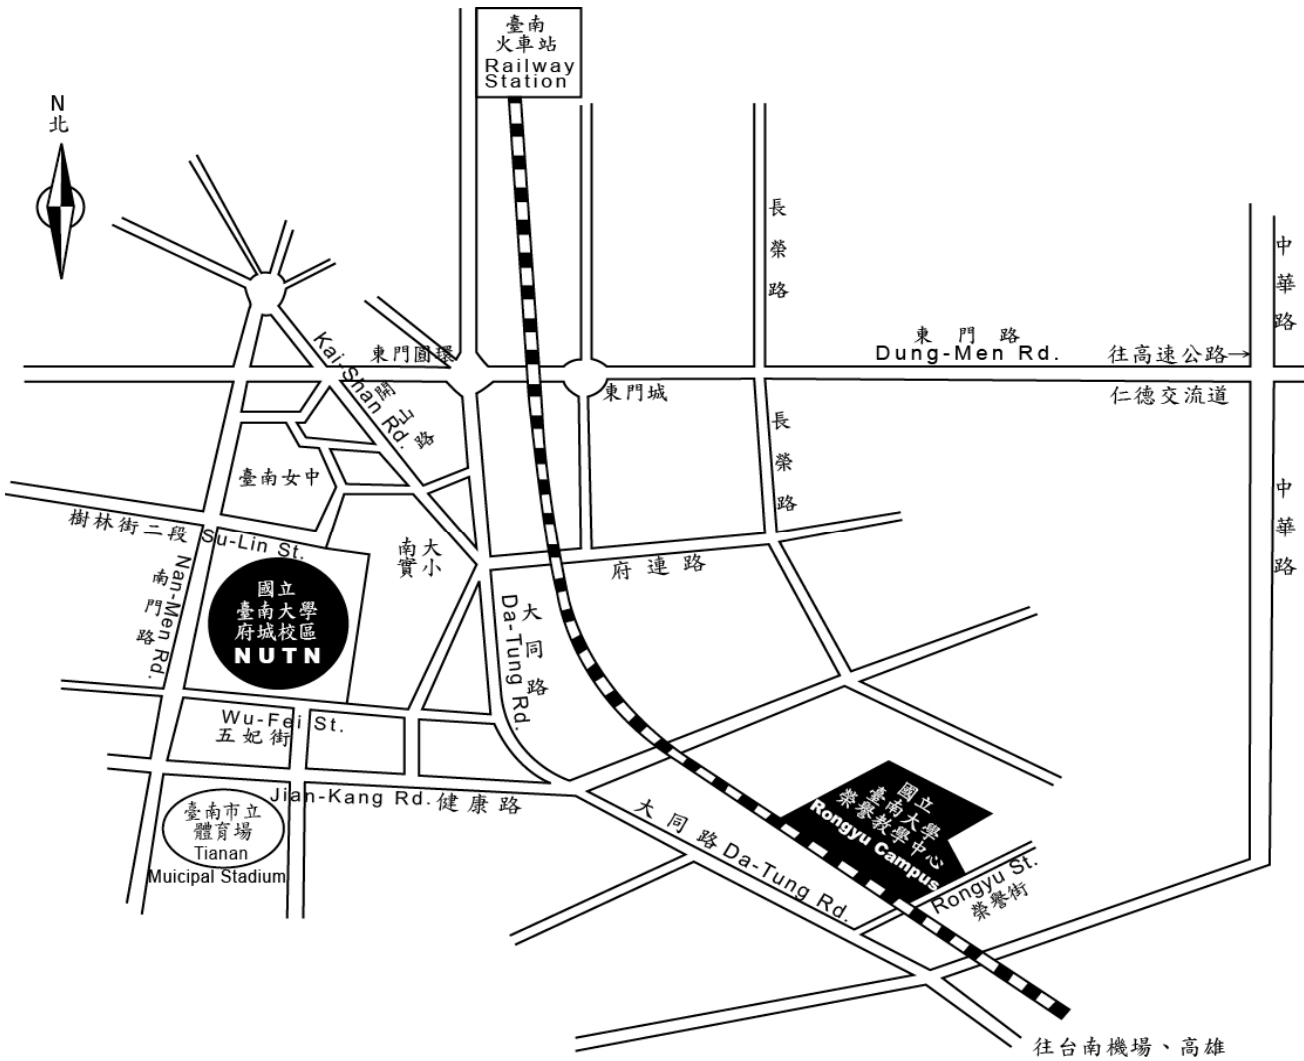 臺南
火車站
Railway
Station
N
北
長榮路
中華路
東門路
Dung-Men Rd.
往高速公路→
仁德交流道
東門圓環
東門城
Kai-Shan Rd.
開山路
長榮路
中華路
臺南女中
樹林街二段
Su-Lin St.
南大
實小
府連路
國立
臺南大學
府城校區
NUTN
南門路
Nan-Men Rd.
大同路
Da-Tung Rd.
Wu-Fei St.
五妃街
Jian-Kang Rd. 健康路
臺南市立
體育場
Tianan
Muicipal Stadium
大同路 Da-Tung Rd.
國立
臺南大學
榮譽教學中心
Rongyu Campus
Rongyu St.
榮譽街
往台南機場、高雄